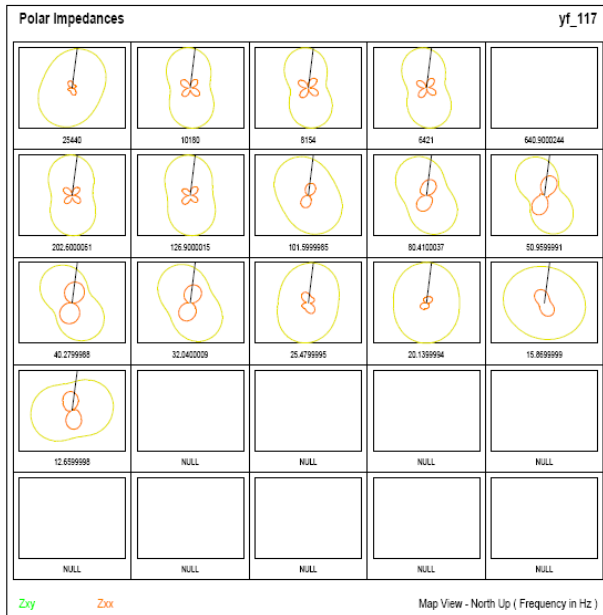 Polar Impedances yf_117
25440 10160 8154 6421 640.9000244
202.6000061 126.9000015 101.5999985 80.4100037 50.9599991
40.2799988 32.0400009 25.4799995 20.1399994 15.8699999
12.6599998 NULL NULL NULL NULL
NULL NULL NULL NULL NULL
Zxy Zxx Map View - North Up ( Frequency in Hz )